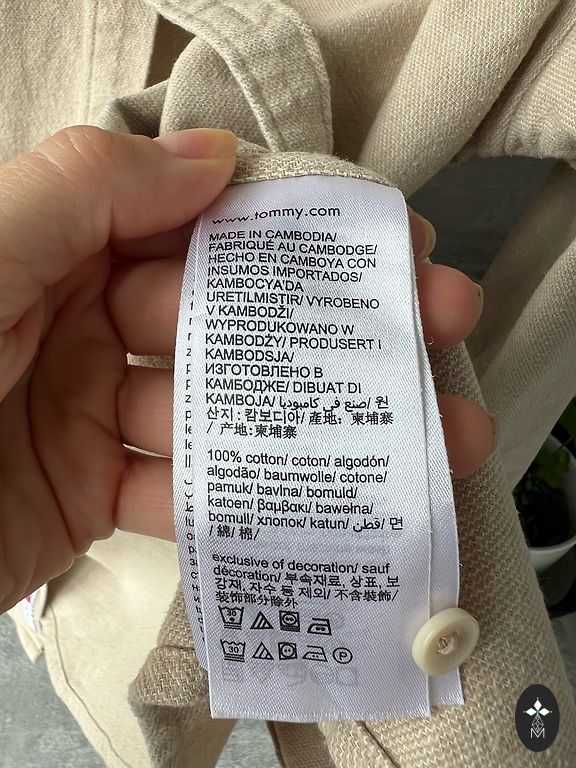 www.tommy.com
MADE IN CAMBODIA/
FABRIQUÉ AU CAMBODGE/
HECHO EN CAMBOYA CON
INSUMOS IMPORTADOS/
KAMBOÇYA'DA
URETILMISTIR/ VYROBENO
V KAMBODŽI/
WYPRODUKOWANO W
KAMBODŻY/ PRODUSERT I
KAMBODSJA/
ИЗГОТОВЛЕНО В
КАМБОДЖЕ/ DIBUAT DI
KAMBOJA/ صنع في كامبوديا/ 원
산지 : 캄보디아/ 產地: 柬埔寨
/ 产地:柬埔寨
100% cotton/ coton/ algodón/
algodão/ baumwolle/ cotone/
pamuk/ bavlna/ bomuld/
katoen/ βαμβακι/ bawełna/
bomull/ хлопок/ katun/ قطن/ 면
/ 綿/ 棉/
exclusive of decoration/ sauf
décoration/ 부속재료, 상표, 보
강재, 자수 등 제외/ 不含裝飾/
装饰部分除外
30
30 P
M